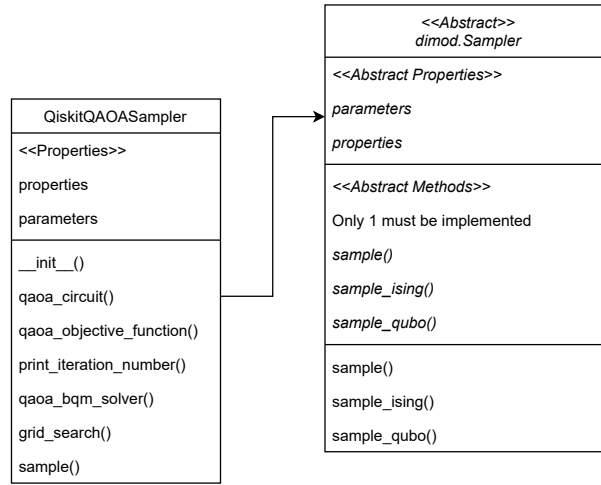 QiskitQAOASampler
<<Properties>>
properties
parameters
__init__()
qaoa_circuit()
qaoa_objective_function()
print_iteration_number()
qaoa_bqm_solver()
grid_search()
sample()
<<Abstract>>
dimod.Sampler
<<Abstract Properties>>
parameters
properties
<<Abstract Methods>>
Only 1 must be implemented
sample()
sample_ising()
sample_qubo()
sample()
sample_ising()
sample_qubo()